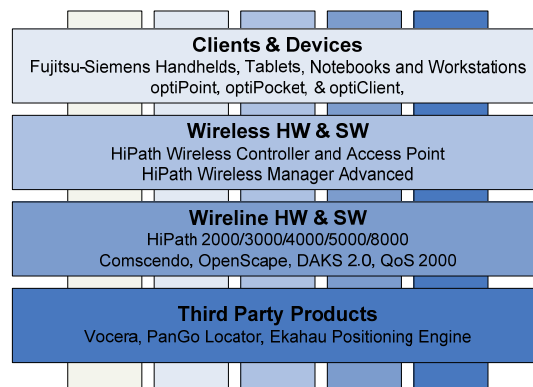 Clients & Devices
Fujitsu-Siemens Handhelds, Tablets, Notebooks and Workstations
optiPoint, optiPocket, & optiClient,
Wireless HW & SW
HiPath Wireless Controller and Access Point
HiPath Wireless Manager Advanced
Wireline HW & SW
HiPath 2000/3000/4000/5000/8000
Comscendo, OpenScape, DAKS 2.0, QoS 2000
Third Party Products
Vocera, PanGo Locator, Ekahau Positioning Engine